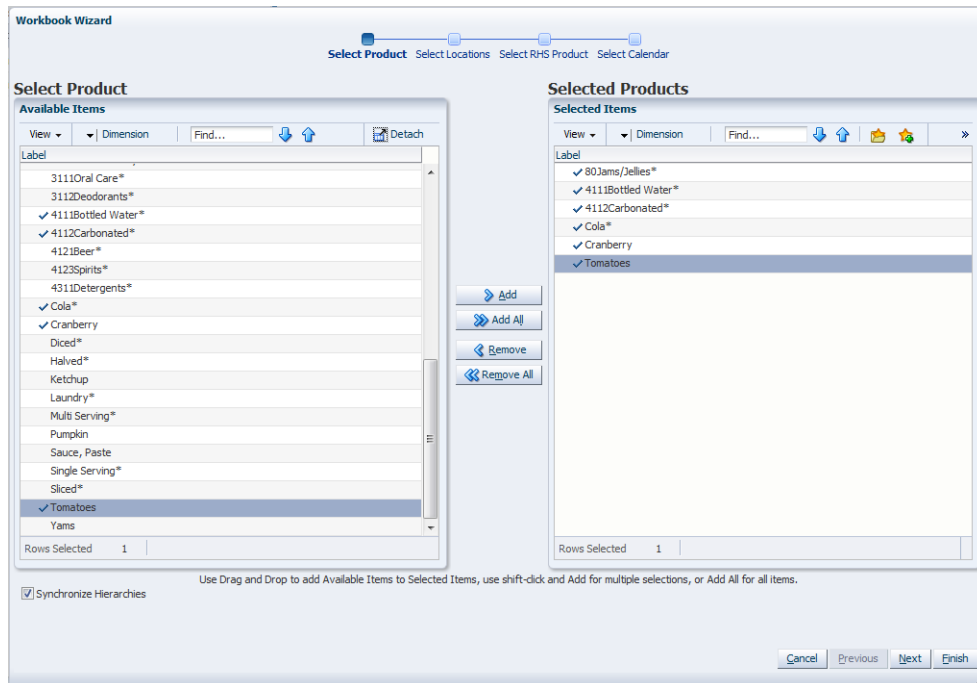 Workbook Wizard
Select Product Select Locations Select RHS Product Select Calendar
Select Product
Available Items
View Dimension Find... Detach
Label
3111Oral Care*
3112Deodorants*
4111Bottled Water*
4112Carbonated*
4121Beer*
4123Spirits*
4311Detergents*
Cola*
Cranberry
Diced*
Halved*
Ketchup
Laundry*
Multi Serving*
Pumpkin
Sauce, Paste
Single Serving*
Sliced*
Tomatoes
Yams
Rows Selected 1
Add
Add All
Remove
Remove All
Selected Products
Selected Items
View Dimension Find... »
Label
80Jams/Jellies*
4111Bottled Water*
4112Carbonated*
Cola*
Cranberry
Tomatoes
Rows Selected 1
Use Drag and Drop to add Available Items to Selected Items, use shift-click and Add for multiple selections, or Add All for all items.
Synchronize Hierarchies
Cancel Previous Next Finish